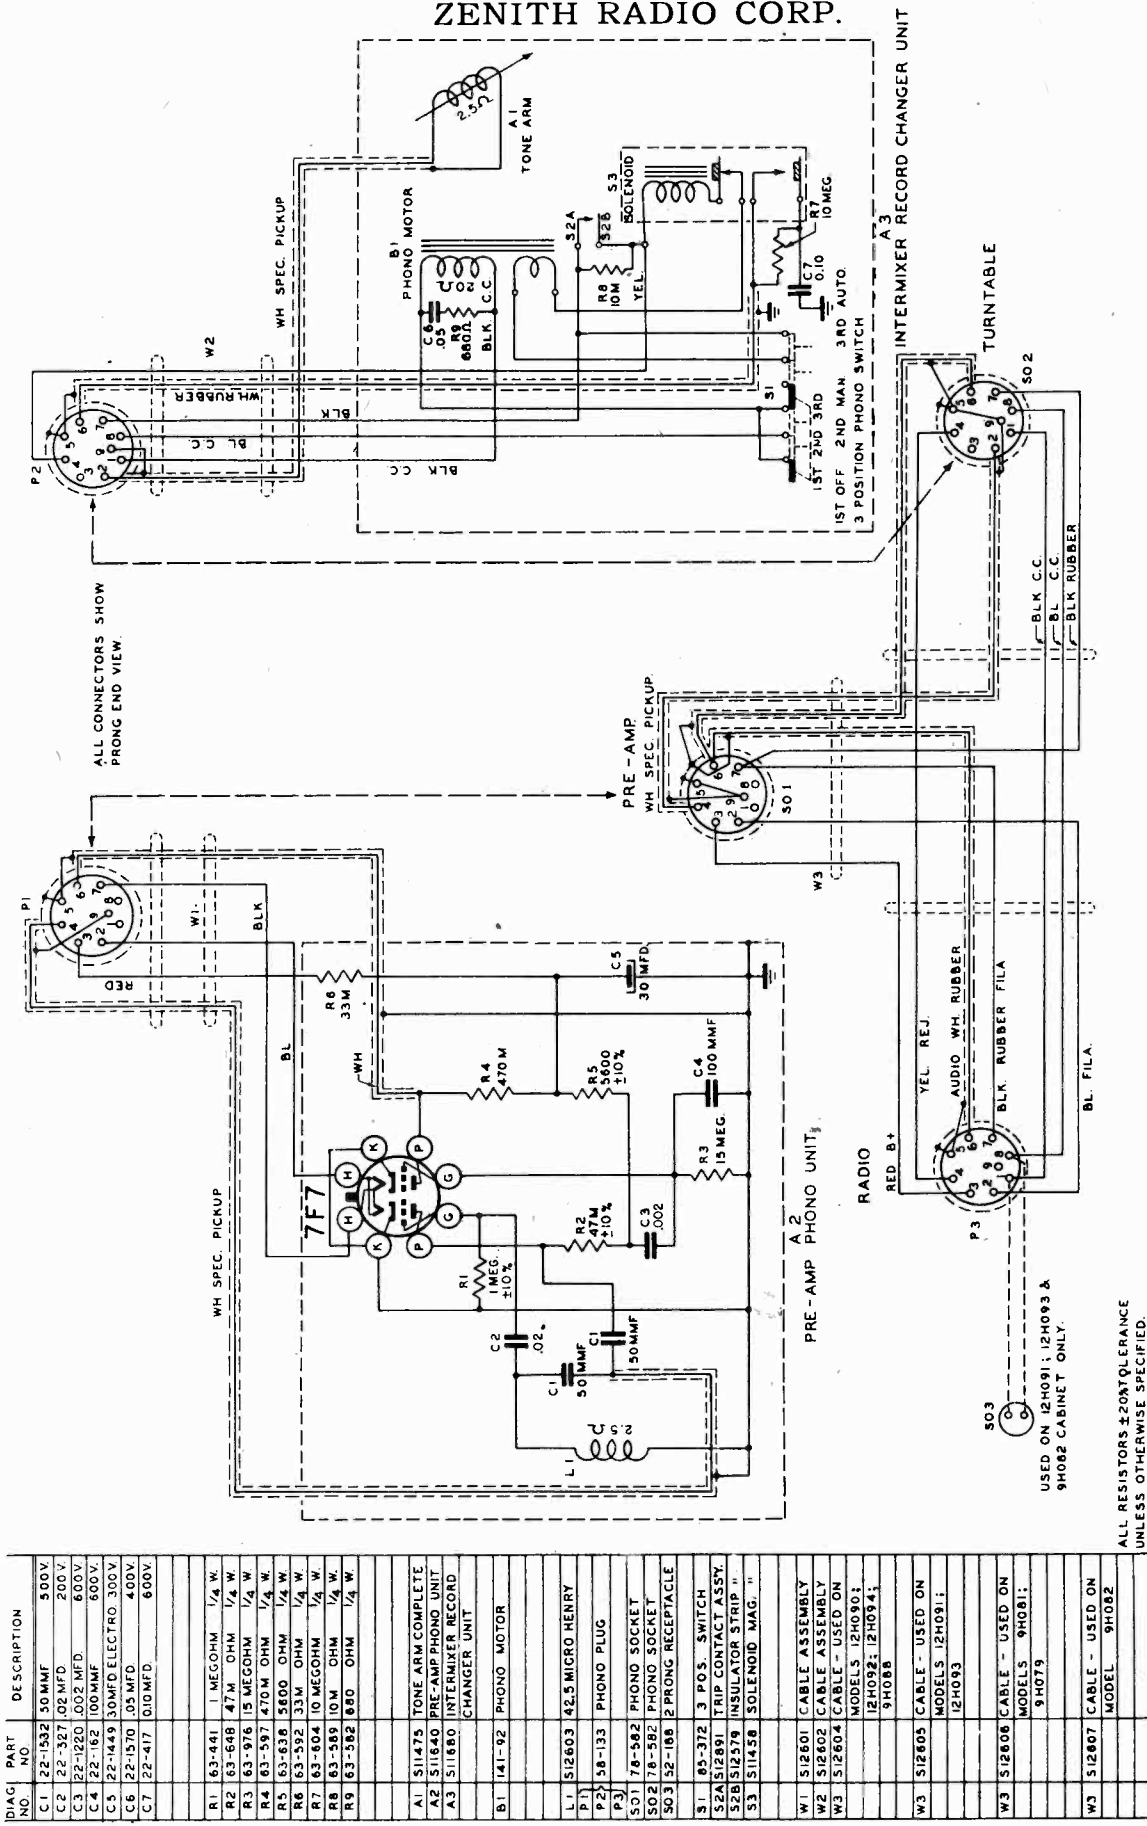 ZENITH RADIO CORP.
WH SPEC. PICKUP
2.5Ω
A1
TONE ARM
W2
P2
WH. RUBBER
BLK
BL C.C.
BLK C.C.
B1
PHONO MOTOR
20Ω
C6
.05
R9
680Ω
BLK. C.C.
S2A
S2B
R8
10M
YEL.
S3
SOLENOID
R7
10 MEG.
C7
0.10
S1
1ST 2ND 3RD
1ST OFF 2ND MAN. 3RD AUTO.
3 POSITION PHONO SWITCH
A3
INTERMIXER RECORD CHANGER UNIT
ALL CONNECTORS SHOW
PRONG END VIEW.
TURNTABLE
SO2
BLK C.C.
BL C.C.
BLK RUBBER
PRE-AMP.
WH SPEC. PICKUP.
SO1
W3
P1
W1.
RED
BLK
BL
WH
WH SPEC. PICKUP
R6
33M
C5
30 MFD.
R4
470M
R5
5600
±10%
C4
100 MMF
R3
15 MEG.
7F7
H
H
K
K
P
P
G
G
R2
47M
±10%
C3
.002
R1
1 MEG.
±10%
C2
.02
C1
50 MMF
C1
50 MMF
L1
2.5Ω
A2
PRE-AMP PHONO UNIT
RADIO
RED B+
YEL. REJ.
AUDIO WH. RUBBER
BLK. RUBBER FILA
BL. FILA.
P3
SO3
USED ON 12H091; 12H093 &
9H082 CABINET ONLY.
ALL RESISTORS ±20% TOLERANCE
UNLESS OTHERWISE SPECIFIED.
DIAG. NO. PART NO. DESCRIPTION
C1 22-1532 50 MMF 500 V.
C2 22-327 .02 MFD. 200 V.
C3 22-1220 .002 MFD. 600 V.
C4 22-162 100 MMF 600 V.
C5 22-1449 30 MFD ELECTRO. 300V.
C6 22-1570 .05 MFD. 400V.
C7 22-417 0.10 MFD. 600V.
R1 63-441 1 MEGOHM 1/4 W.
R2 63-648 47M OHM 1/4 W.
R3 63-976 15 MEGOHM 1/4 W.
R4 63-597 470 M OHM 1/4 W.
R5 63-638 5600 OHM 1/4 W.
R6 63-592 33M OHM 1/4 W.
R7 63-604 10 MEGOHM 1/4 W.
R8 63-589 10 M OHM 1/4 W.
R9 63-582 680 OHM 1/4 W.
A1 S11475 TONE ARM COMPLETE
A2 S11640 PRE-AMP PHONO UNIT
A3 S11680 INTERMIXER RECORD
CHANGER UNIT
B1 141-92 PHONO MOTOR
L1 S12603 42.5 MICRO HENRY
P1
P2 58-133 PHONO PLUG
P3
SO1 78-582 PHONO SOCKET
SO2 78-582 PHONO SOCKET
SO3 52-188 2 PRONG RECEPTACLE
S1 85-372 3 POS. SWITCH
S2A S12891 TRIP CONTACT ASS'Y.
S2B S12579 INSULATOR STRIP "
S3 S11458 SOLENOID MAG. "
W1 S12601 CABLE ASSEMBLY
W2 S12602 CABLE ASSEMBLY
W3 S12604 CABLE - USED ON
MODELS 12H090;
12H092; 12H094;
9H088
W3 S12605 CABLE - USED ON
MODELS 12H091;
12H093
W3 S12606 CABLE - USED ON
MODELS 9H081;
9H079
W3 S12607 CABLE - USED ON
MODEL 9H082